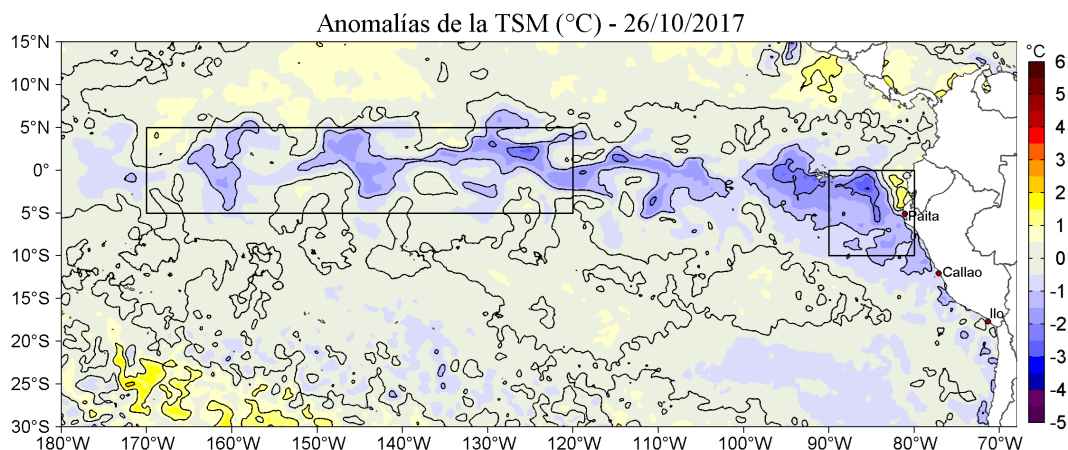 Anomalías de la TSM (°C) - 26/10/2017
15°N
10°N
5°N
0°
5°S
10°S
15°S
20°S
25°S
30°S
180°W
170°W
160°W
150°W
140°W
130°W
120°W
110°W
100°W
90°W
80°W
70°W
Paita
Callao
Ilo
°C
6
5
4
3
2
1
0
-1
-2
-3
-4
-5